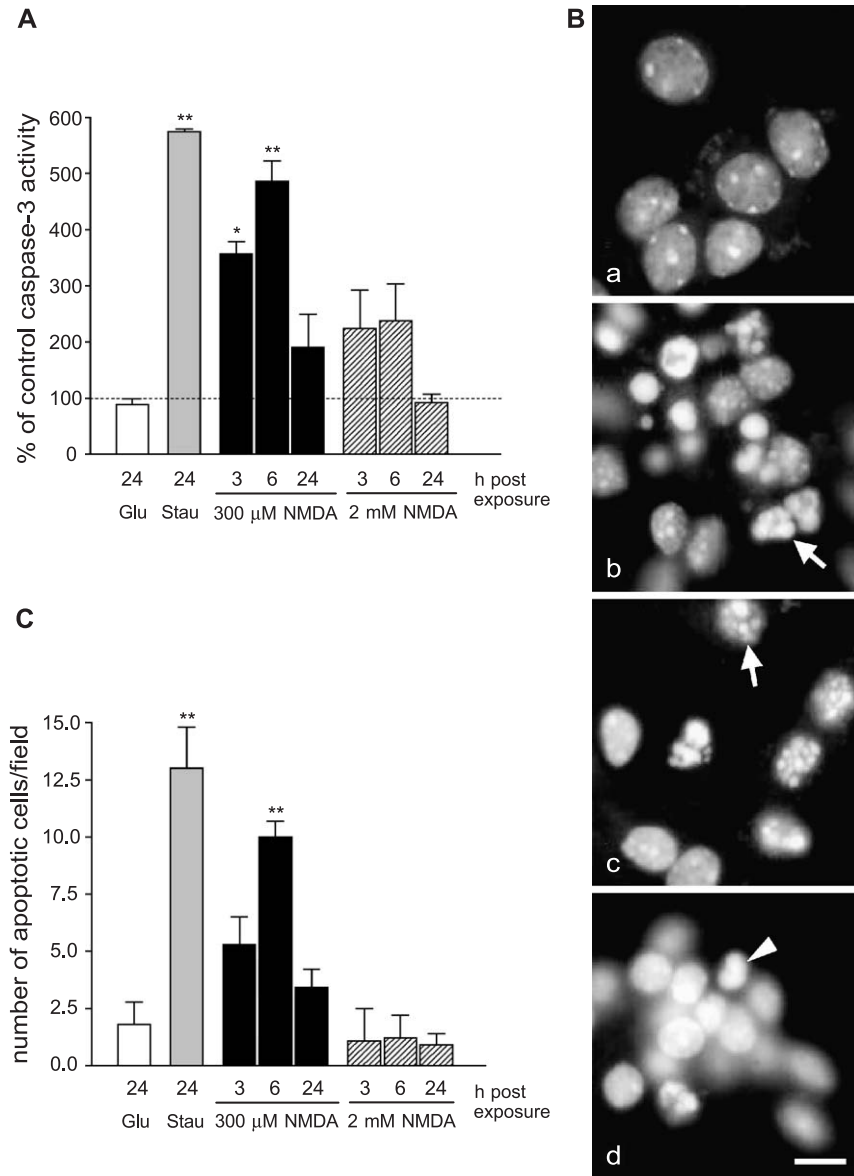 A
% of control caspase-3 activity
600
500
400
300
200
100
0
**
*
**
24 24 3 6 24 3 6 24 h post exposure
Glu Stau 300 μM NMDA 2 mM NMDA
B
a
b
c
d
C
number of apoptotic cells/field
15.0
12.5
10.0
7.5
5.0
2.5
0.0
**
**
24 24 3 6 24 3 6 24 h post exposure
Glu Stau 300 μM NMDA 2 mM NMDA